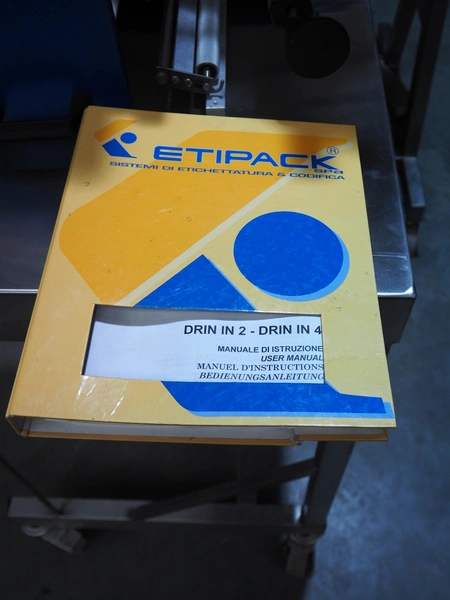 ETIPACK®
SpA
SISTEMI DI ETICHETTATURA & CODIFICA
DRIN IN 2 - DRIN IN 4
MANUALE DI ISTRUZIONE
USER MANUAL
MANUEL D'INSTRUCTIONS
BEDIENUNGSANLEITUNG